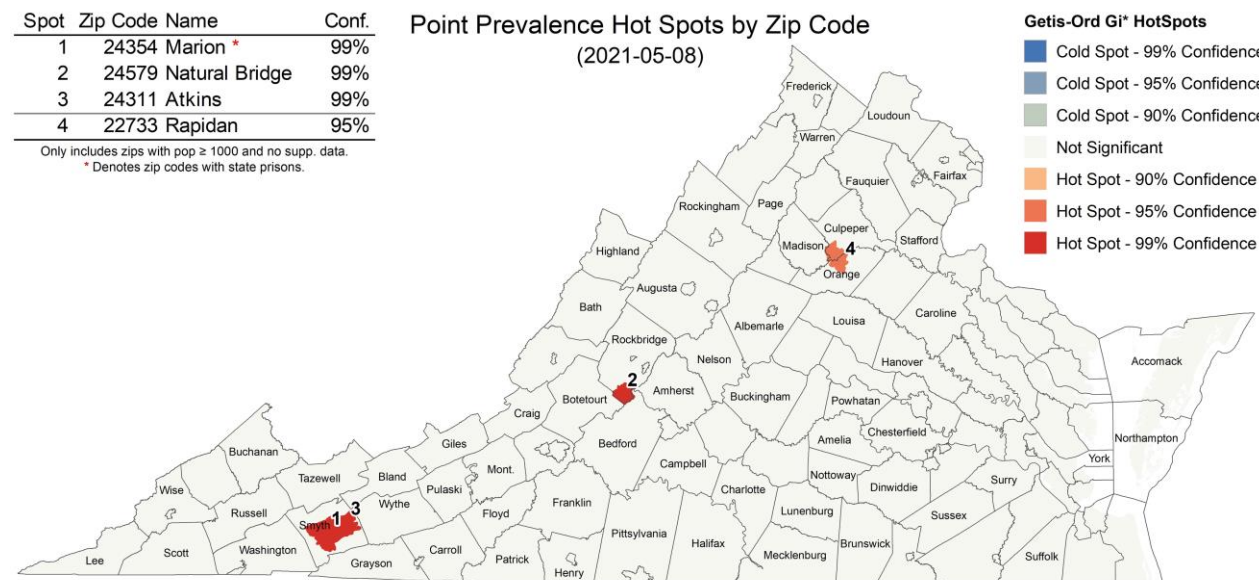 Point Prevalence Hot Spots by Zip Code
(2021-05-08)
Spot Zip Code Name Conf.
1 24354 Marion * 99%
2 24579 Natural Bridge 99%
3 24311 Atkins 99%
4 22733 Rapidan 95%
Only includes zips with pop ≥ 1000 and no supp. data.
* Denotes zip codes with state prisons.
Getis-Ord Gi* HotSpots
Cold Spot - 99% Confidence
Cold Spot - 95% Confidence
Cold Spot - 90% Confidence
Not Significant
Hot Spot - 90% Confidence
Hot Spot - 95% Confidence
Hot Spot - 99% Confidence
Frederick
Loudoun
Warren
Fairfax
Fauquier
Page
Rockingham
Culpeper
Stafford
Madison
4
Highland
Orange
Augusta
Bath
Caroline
Louisa
Albemarle
Rockbridge
Nelson
Hanover
Accomack
2
Amherst
Botetourt
Buckingham
Powhatan
Craig
Chesterfield
Northampton
Amelia
Bedford
Giles
Buchanan
York
Campbell
Mont.
Nottoway
Tazewell
Bland
Surry
Dinwiddie
Pulaski
Charlotte
Wise
Wythe
Franklin
3
Lunenburg
Russell
Floyd
Sussex
1
Smyth
Pittsylvania
Halifax
Brunswick
Washington
Carroll
Scott
Mecklenburg
Suffolk
Lee
Patrick
Grayson
Henry